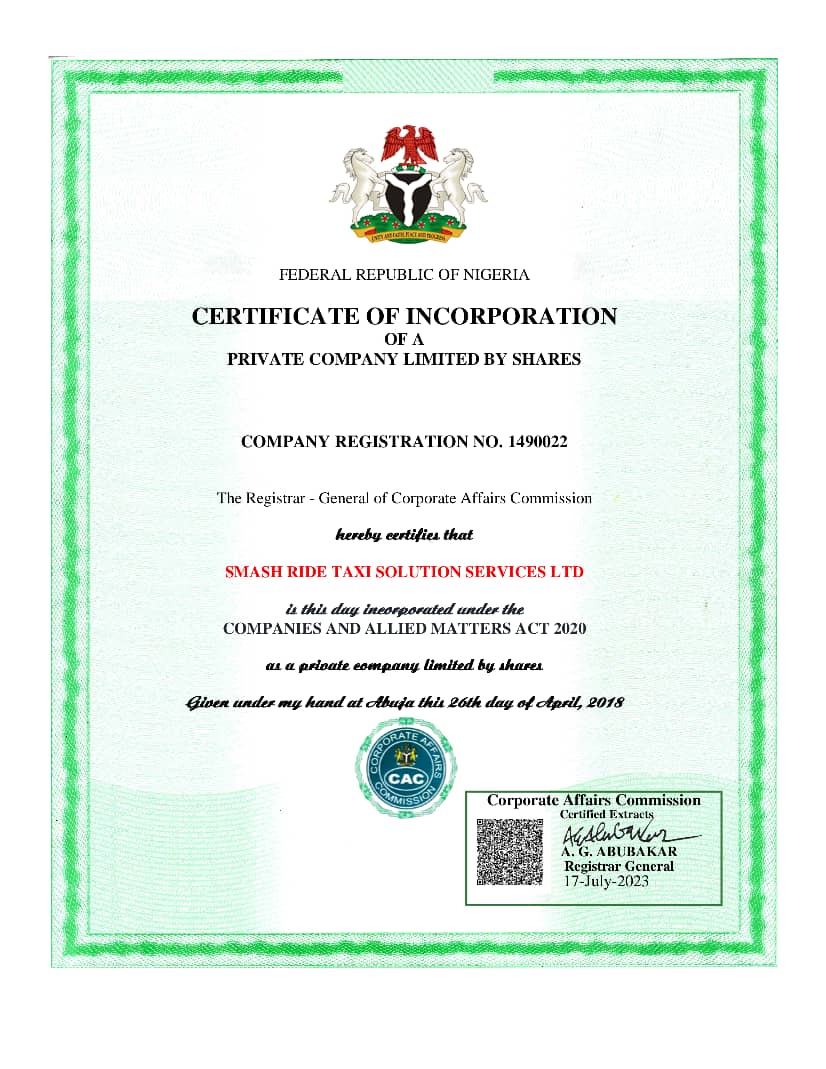 UNITY AND FAITH, PEACE AND PROGRESS
FEDERAL REPUBLIC OF NIGERIA
CERTIFICATE OF INCORPORATION
OF A
PRIVATE COMPANY LIMITED BY SHARES
COMPANY REGISTRATION NO. 1490022
The Registrar - General of Corporate Affairs Commission
hereby certifies that
SMASH RIDE TAXI SOLUTION SERVICES LTD
is this day incorporated under the
COMPANIES AND ALLIED MATTERS ACT 2020
as a private company limited by shares
Given under my hand at Abuja this 26th day of April, 2018
CORPORATE AFFAIRS
CAC
COMMISSION
Corporate Affairs Commission
Certified Extracts
A. G. ABUBAKAR
Registrar General
17-July-2023